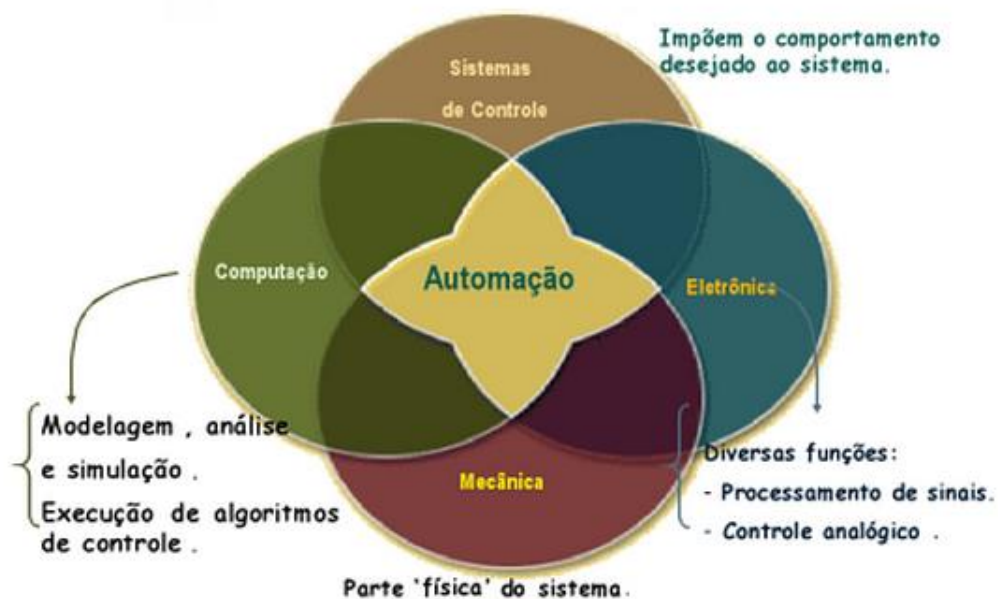 Impõem o comportamento
desejado ao sistema.
Sistemas
de Controle
Computação
Automação
Eletrônica
Modelagem , análise
e simulação .
Execução de algoritmos
de controle .
Mecânica
Diversas funções:
- Processamento de sinais.
- Controle analógico .
Parte 'física' do sistema.